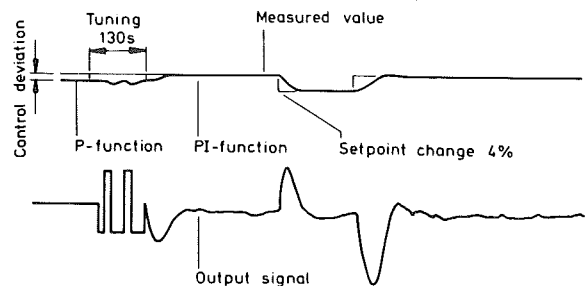 Tuning
130s
Measured value
Control deviation
P-function
PI-function
Setpoint change 4%
Output signal